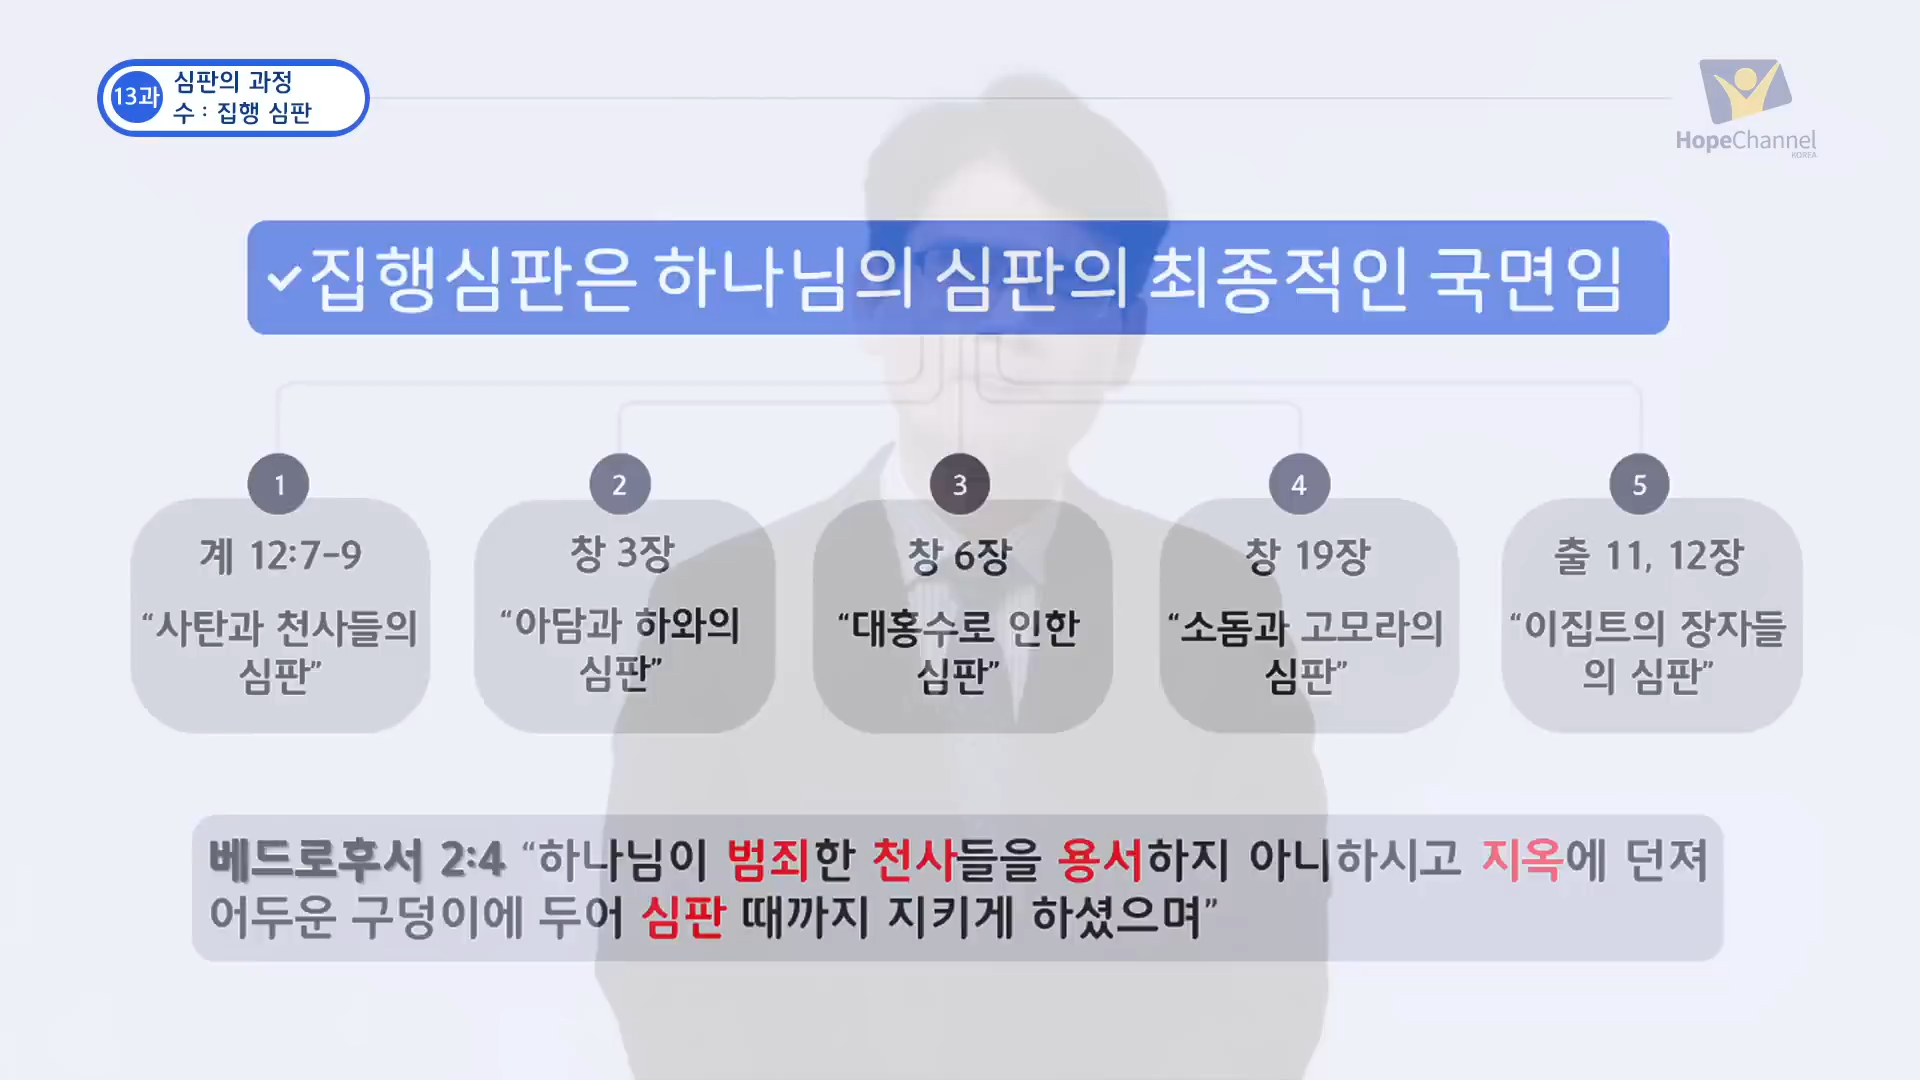 13과
심판의 과정
수 : 집행 심판
HopeChannel
KOREA
✓집행심판은 하나님의 심판의 최종적인 국면임
1
계 12:7-9
“사탄과 천사들의
심판”
2
창 3장
“아담과 하와의
심판”
3
창 6장
“대홍수로 인한
심판”
4
창 19장
“소돔과 고모라의
심판”
5
출 11, 12장
“이집트의 장자들
의 심판”
베드로후서 2:4 “하나님이 범죄한 천사들을 용서하지 아니하시고 지옥에 던져
어두운 구덩이에 두어 심판 때까지 지키게 하셨으며”